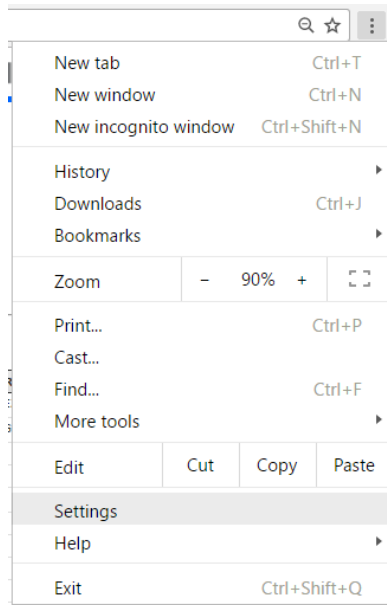 New tab Ctrl+T
New window Ctrl+N
New incognito window Ctrl+Shift+N
History
Downloads Ctrl+J
Bookmarks
Zoom - 90% +
Print... Ctrl+P
Cast...
Find... Ctrl+F
More tools
Edit Cut Copy Paste
Settings
Help
Exit Ctrl+Shift+Q